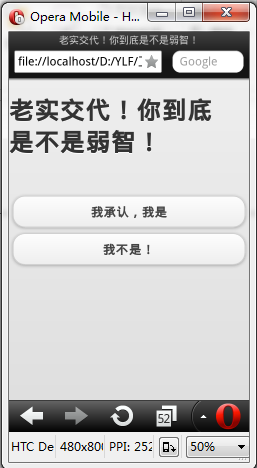 Opera Mobile - H...
老实交代！你到底是不是弱智！
file://localhost/D:/YLF/
Google
老实交代！你到底
是不是弱智！
我承认，我是
我不是！
52
HTC De
480x800
PPI: 252
50%